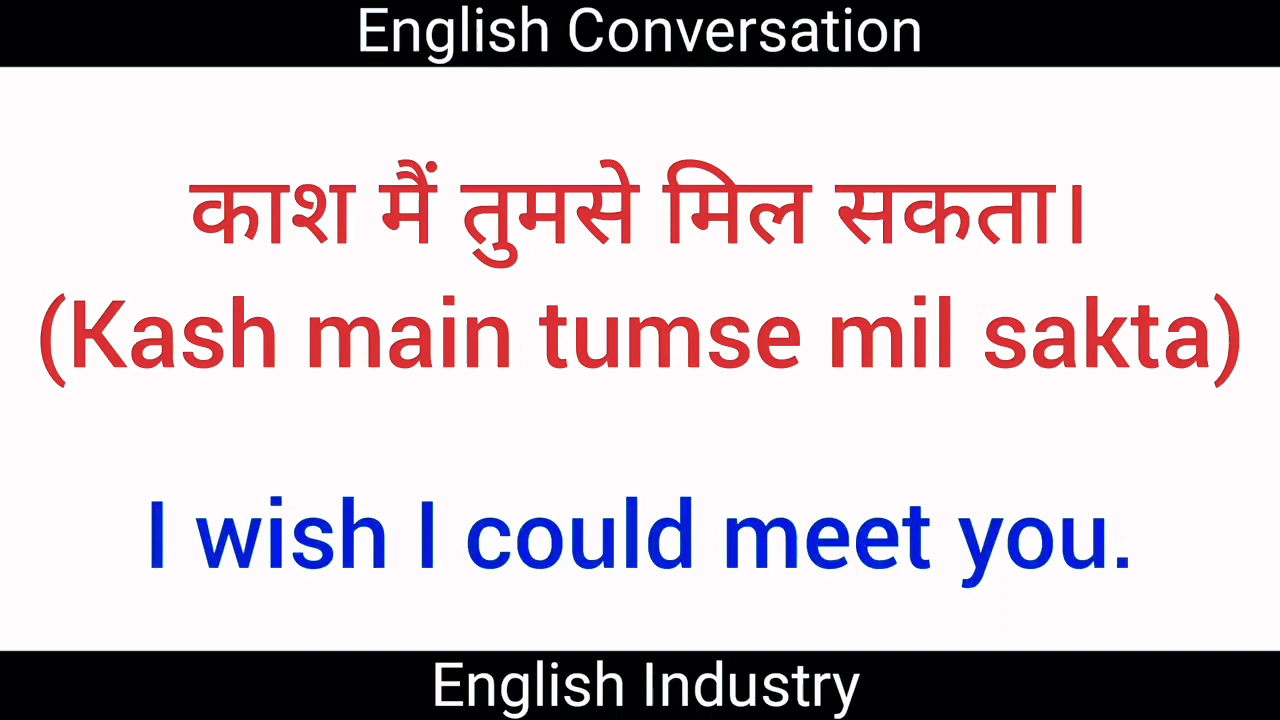 English Conversation
काश मैं तुमसे मिल सकता।
(Kash main tumse mil sakta)
I wish I could meet you.
English Industry